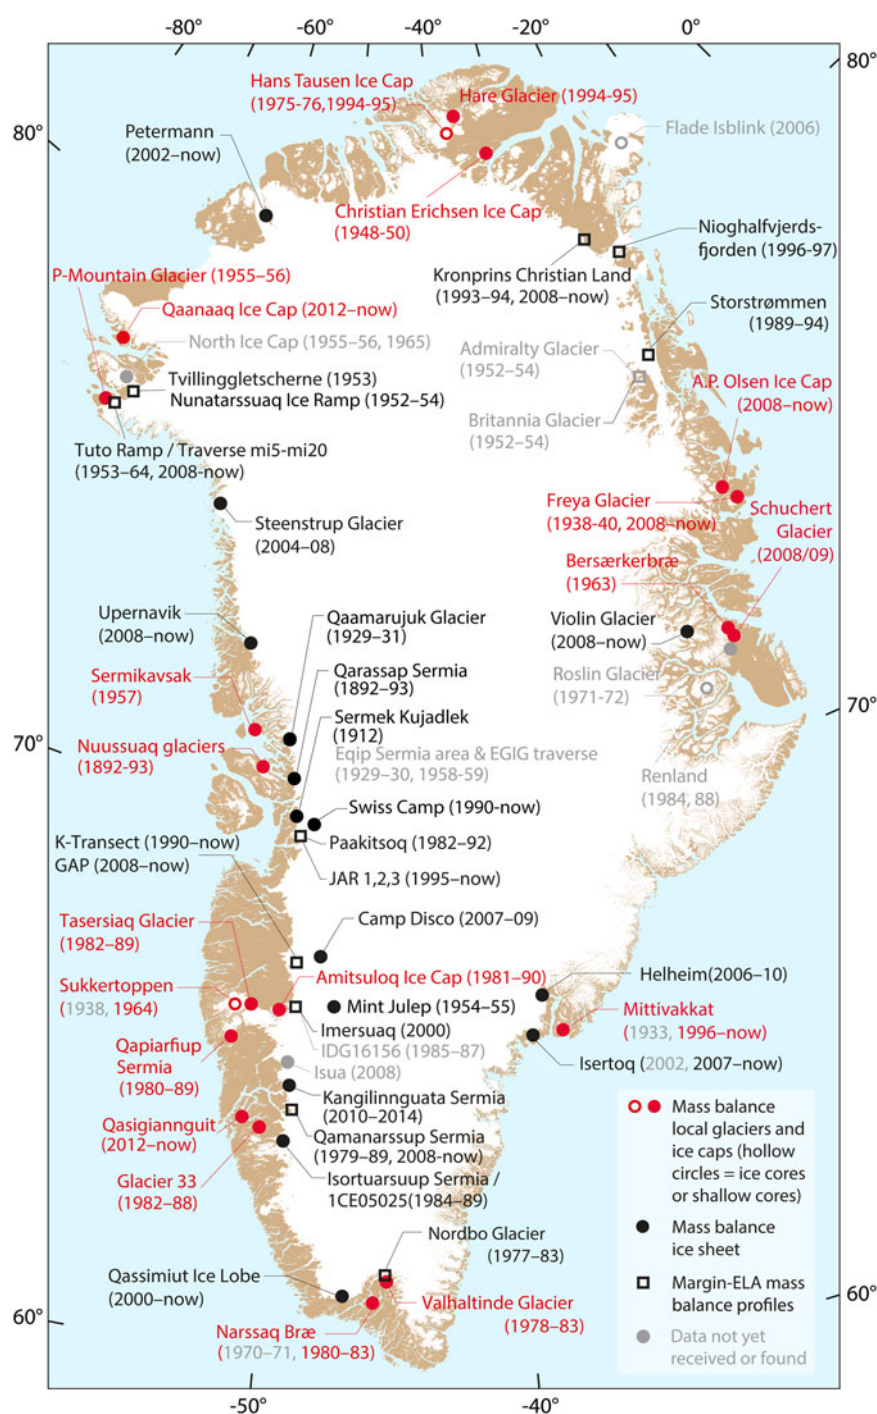 -80°
-60°
-40°
-20°
0°
80°
80°
Hans Tausen Ice Cap
(1975-76,1994-95)
Hare Glacier (1994-95)
Flade Isblink (2006)
Petermann
(2002–now)
Christian Erichsen Ice Cap
(1948-50)
Nioghalfvjerds-
fjorden (1996-97)
Kronprins Christian Land
(1993–94, 2008–now)
P-Mountain Glacier (1955–56)
Qaanaaq Ice Cap (2012–now)
North Ice Cap (1955–56, 1965)
Storstrømmen
(1989–94)
Admiralty Glacier
(1952–54)
Tvillinggletscherne (1953)
Nunatarssuaq Ice Ramp (1952–54)
A.P. Olsen Ice Cap
(2008–now)
Britannia Glacier
(1952–54)
Tuto Ramp / Traverse mi5-mi20
(1953–64, 2008-now)
Freya Glacier
(1938-40, 2008–now)
Schuchert
Glacier
(2008/09)
Steenstrup Glacier
(2004–08)
Bersærkerbræ
(1963)
Upernavik
(2008–now)
Qaamarujuk Glacier
(1929–31)
Violin Glacier
(2008–now)
Sermikavsak
(1957)
Qarassap Sermia
(1892–93)
Roslin Glacier
(1971-72)
70°
70°
Sermek Kujadlek
(1912)
Nuussuaq glaciers
(1892-93)
Eqip Sermia area & EGIG traverse
(1929–30, 1958-59)
Renland
(1984, 88)
Swiss Camp (1990-now)
K-Transect (1990–now)
GAP (2008–now)
Paakitsoq (1982–92)
JAR 1,2,3 (1995–now)
Tasersiaq Glacier
(1982–89)
Camp Disco (2007–09)
Sukkertoppen
(1938, 1964)
Amitsuloq Ice Cap (1981–90)
Helheim(2006–10)
Mint Julep (1954–55)
Mittivakkat
(1933, 1996–now)
Imersuaq (2000)
IDG16156 (1985–87)
Isua (2008)
Qapiarfiup
Sermia
(1980–89)
Isertoq (2002, 2007–now)
Kangilinnguata Sermia
(2010–2014)
Qasigiannguit
(2012–now)
Qamanarssup Sermia
(1979–89, 2008-now)
Glacier 33
(1982–88)
Isortuarsuup Sermia /
1CE05025(1984–89)
Nordbo Glacier
(1977–83)
Qassimiut Ice Lobe
(2000–now)
Valhaltinde Glacier
(1978–83)
Narssaq Bræ
(1970–71, 1980–83)
60°
60°
Mass balance
local glaciers and
ice caps (hollow
circles = ice cores
or shallow cores)
Mass balance
ice sheet
Margin-ELA mass
balance profiles
Data not yet
received or found
-50°
-40°